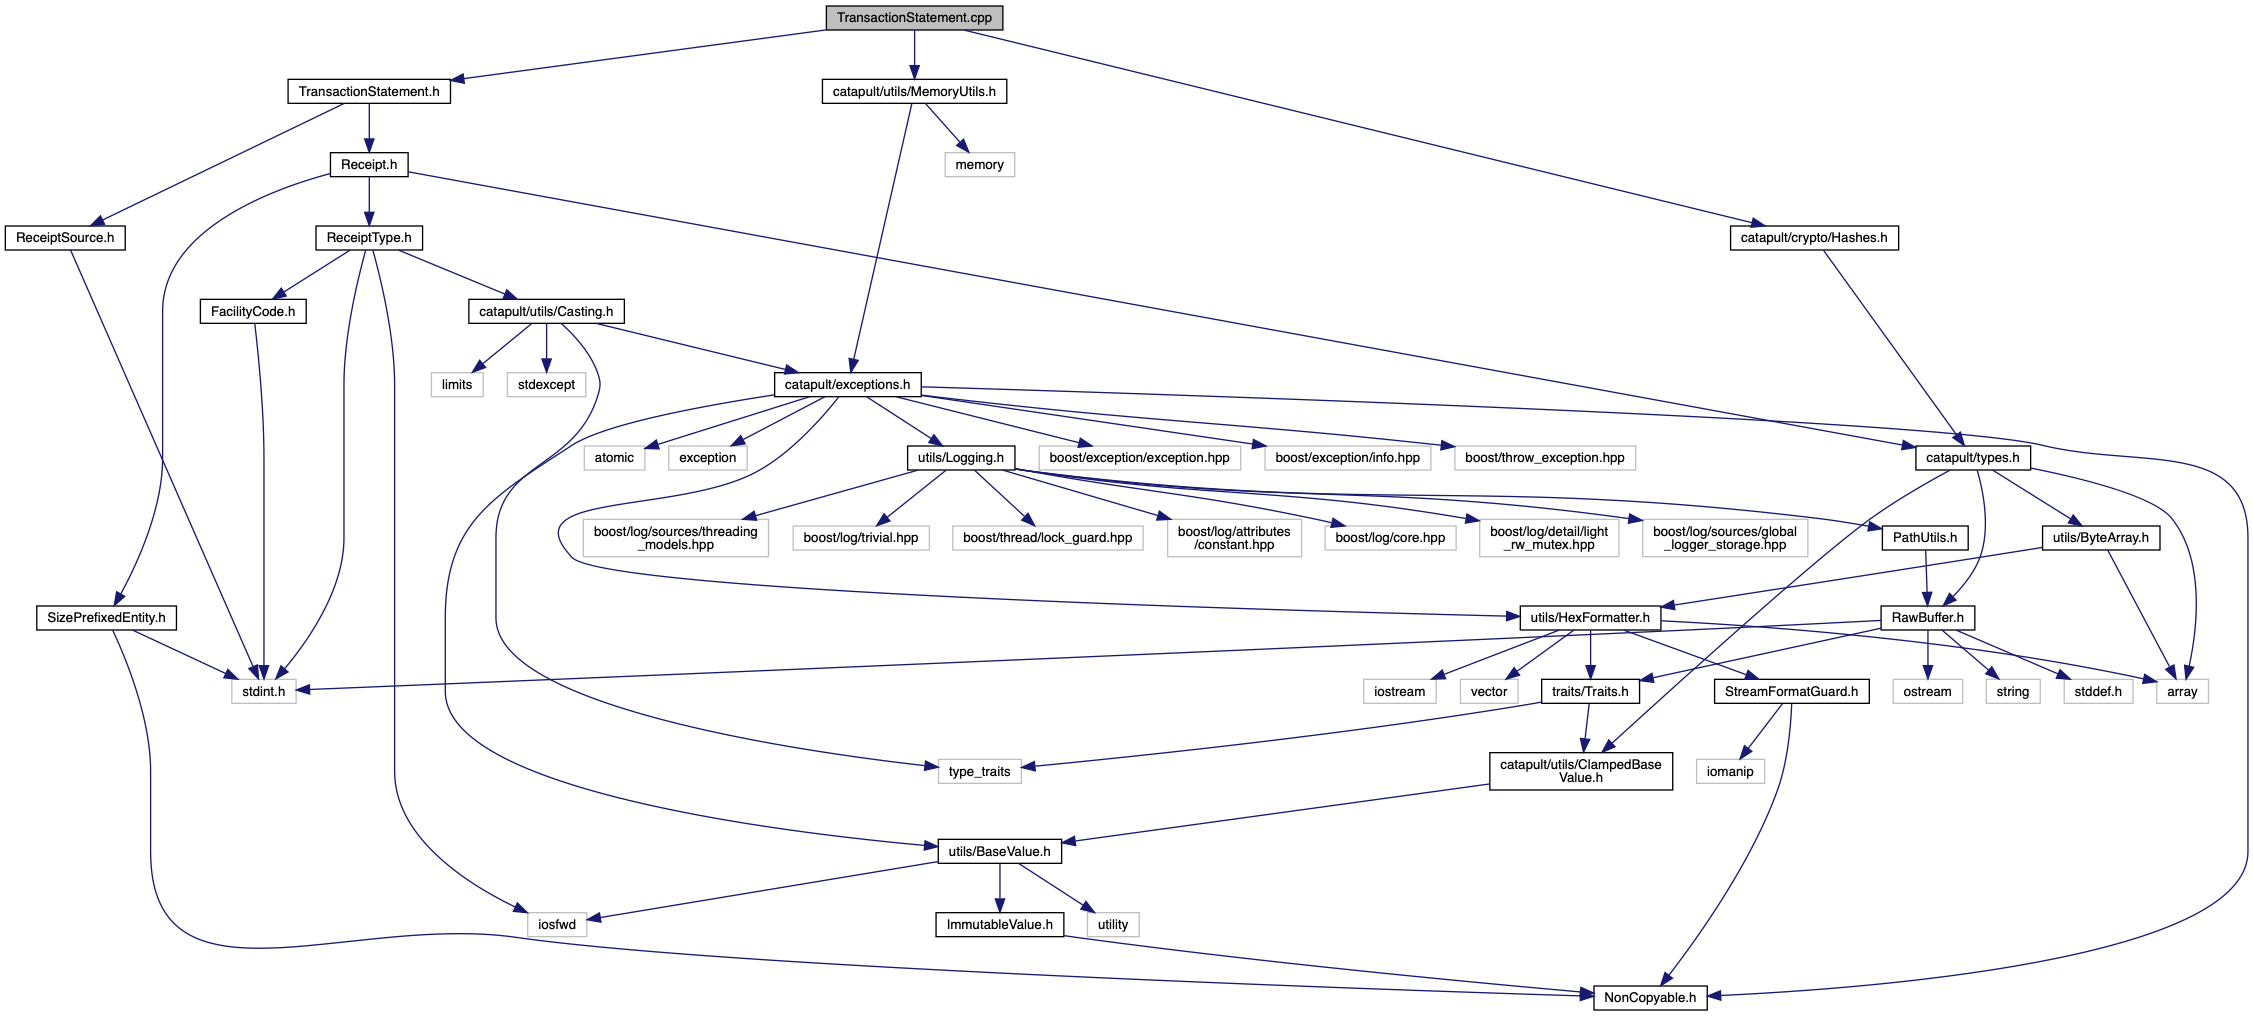 TransactionStatement.cpp
TransactionStatement.h
catapult/utils/MemoryUtils.h
Receipt.h
memory
ReceiptSource.h
ReceiptType.h
catapult/crypto/Hashes.h
FacilityCode.h
catapult/utils/Casting.h
limits
stdexcept
catapult/exceptions.h
atomic
exception
utils/Logging.h
boost/exception/exception.hpp
boost/exception/info.hpp
boost/throw_exception.hpp
catapult/types.h
boost/log/sources/threading
_models.hpp
boost/log/trivial.hpp
boost/thread/lock_guard.hpp
boost/log/attributes
/constant.hpp
boost/log/core.hpp
boost/log/detail/light
_rw_mutex.hpp
boost/log/sources/global
_logger_storage.hpp
PathUtils.h
utils/ByteArray.h
SizePrefixedEntity.h
utils/HexFormatter.h
RawBuffer.h
stdint.h
iostream
vector
traits/Traits.h
StreamFormatGuard.h
ostream
string
stddef.h
array
type_traits
catapult/utils/ClampedBase
Value.h
iomanip
utils/BaseValue.h
iosfwd
ImmutableValue.h
utility
NonCopyable.h